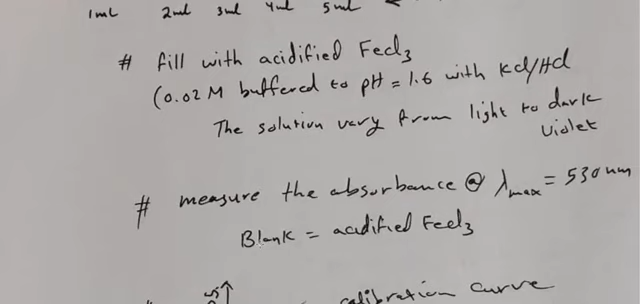 1mL 2ml 3ml 4ml 5ml
# fill with acidified Fecl3
(0.02 M buffered to pH = 1.6 with Kcl/Hcl
The solution vary from light to dark
violet
# measure the absorbance @ λmax = 530 nm
Blank = acidified Fecl3
calibration curve